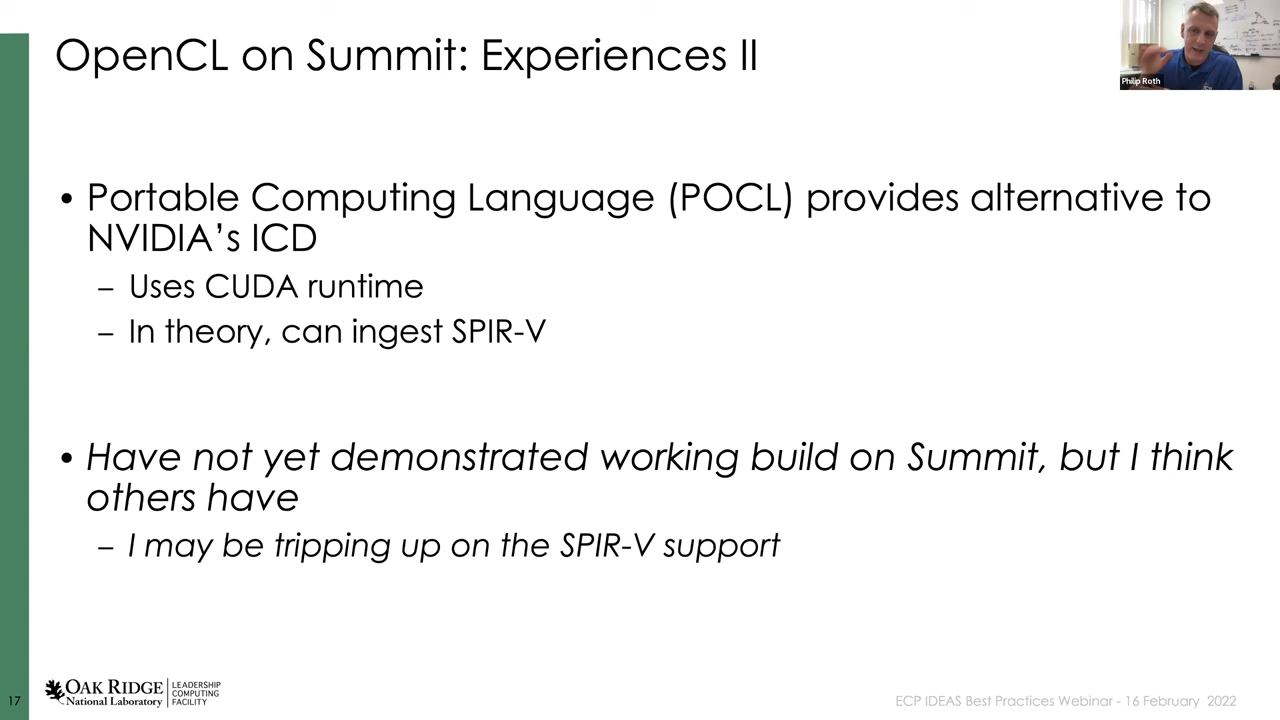 OpenCL on Summit: Experiences II
Philip Roth
• Portable Computing Language (POCL) provides alternative to
NVIDIA’s ICD
– Uses CUDA runtime
– In theory, can ingest SPIR-V
• Have not yet demonstrated working build on Summit, but I think
others have
– I may be tripping up on the SPIR-V support
17
OAK RIDGE
National Laboratory
LEADERSHIP
COMPUTING
FACILITY
ECP IDEAS Best Practices Webinar - 16 February 2022